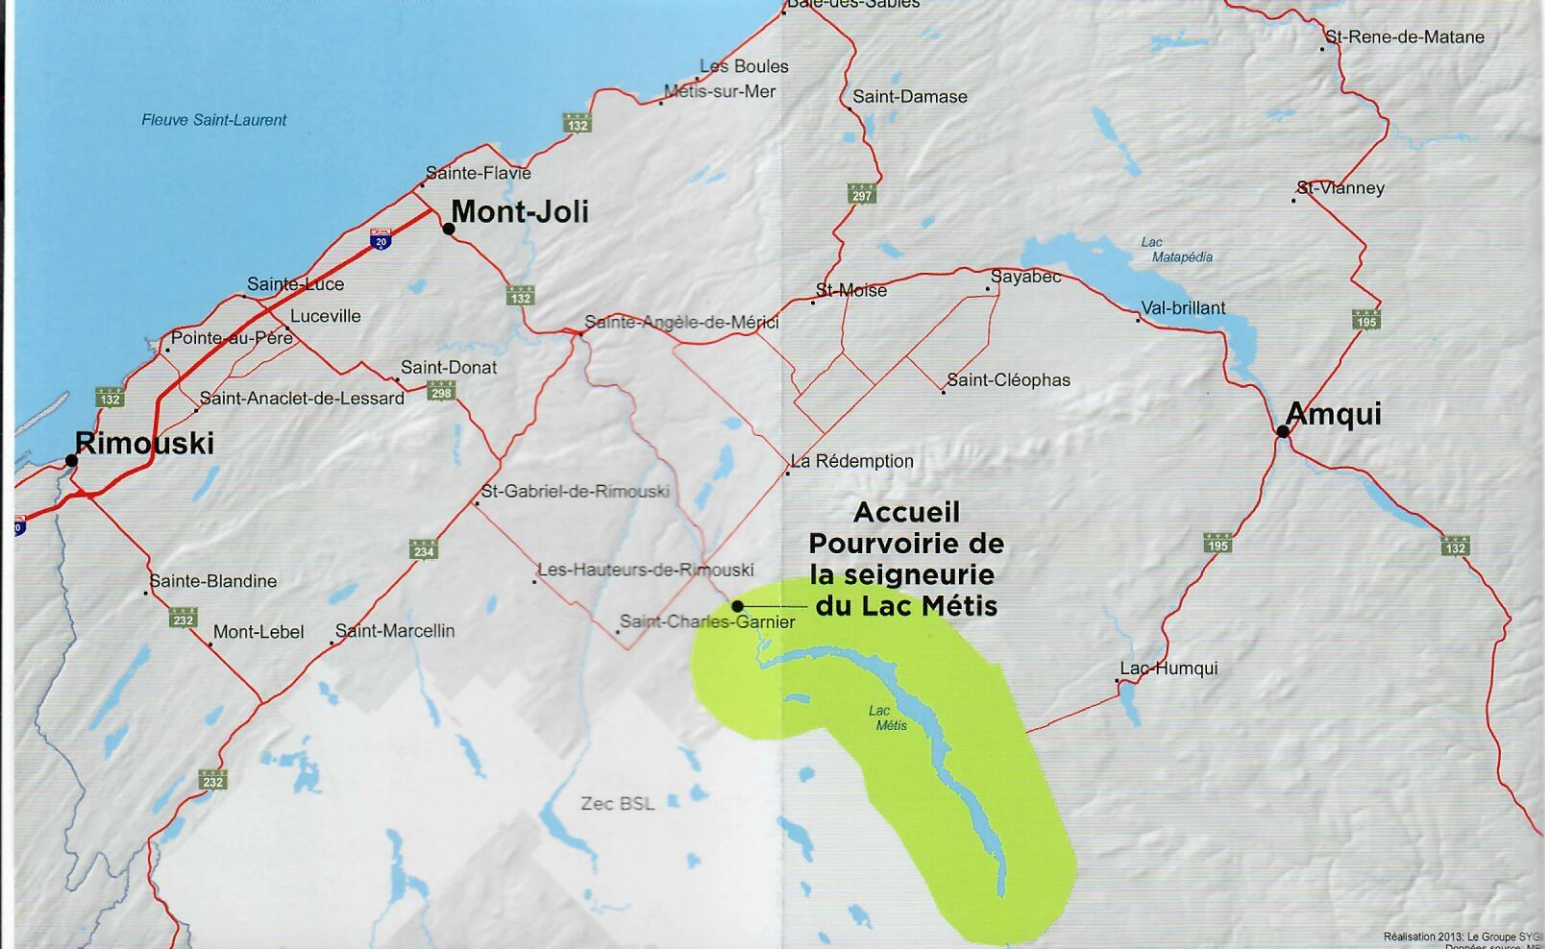 Baie-des-Sables
St-Rene-de-Matane
Les Boules
Métis-sur-Mer
Saint-Damase
Fleuve Saint-Laurent
132
Sainte-Flavie
St-Vianney
297
Mont-Joli
20
Lac
Matapédia
Sainte-Luce
Sayabec
St-Moise
132
Val-brillant
Luceville
Sainte-Angèle-de-Mérici
195
Pointe-au-Père
Saint-Donat
Saint-Cléophas
298
132
Saint-Anaclet-de-Lessard
Amqui
Rimouski
La Rédemption
St-Gabriel-de-Rimouski
Accueil
Pourvoirie de
la seigneurie
du Lac Métis
234
195
132
Les-Hauteurs-de-Rimouski
Sainte-Blandine
232
Saint-Charles-Garnier
Mont-Lebel
Saint-Marcellin
Lac-Humqui
Lac
Métis
232
Zec BSL
Réalisation 2013: Le Groupe SYG